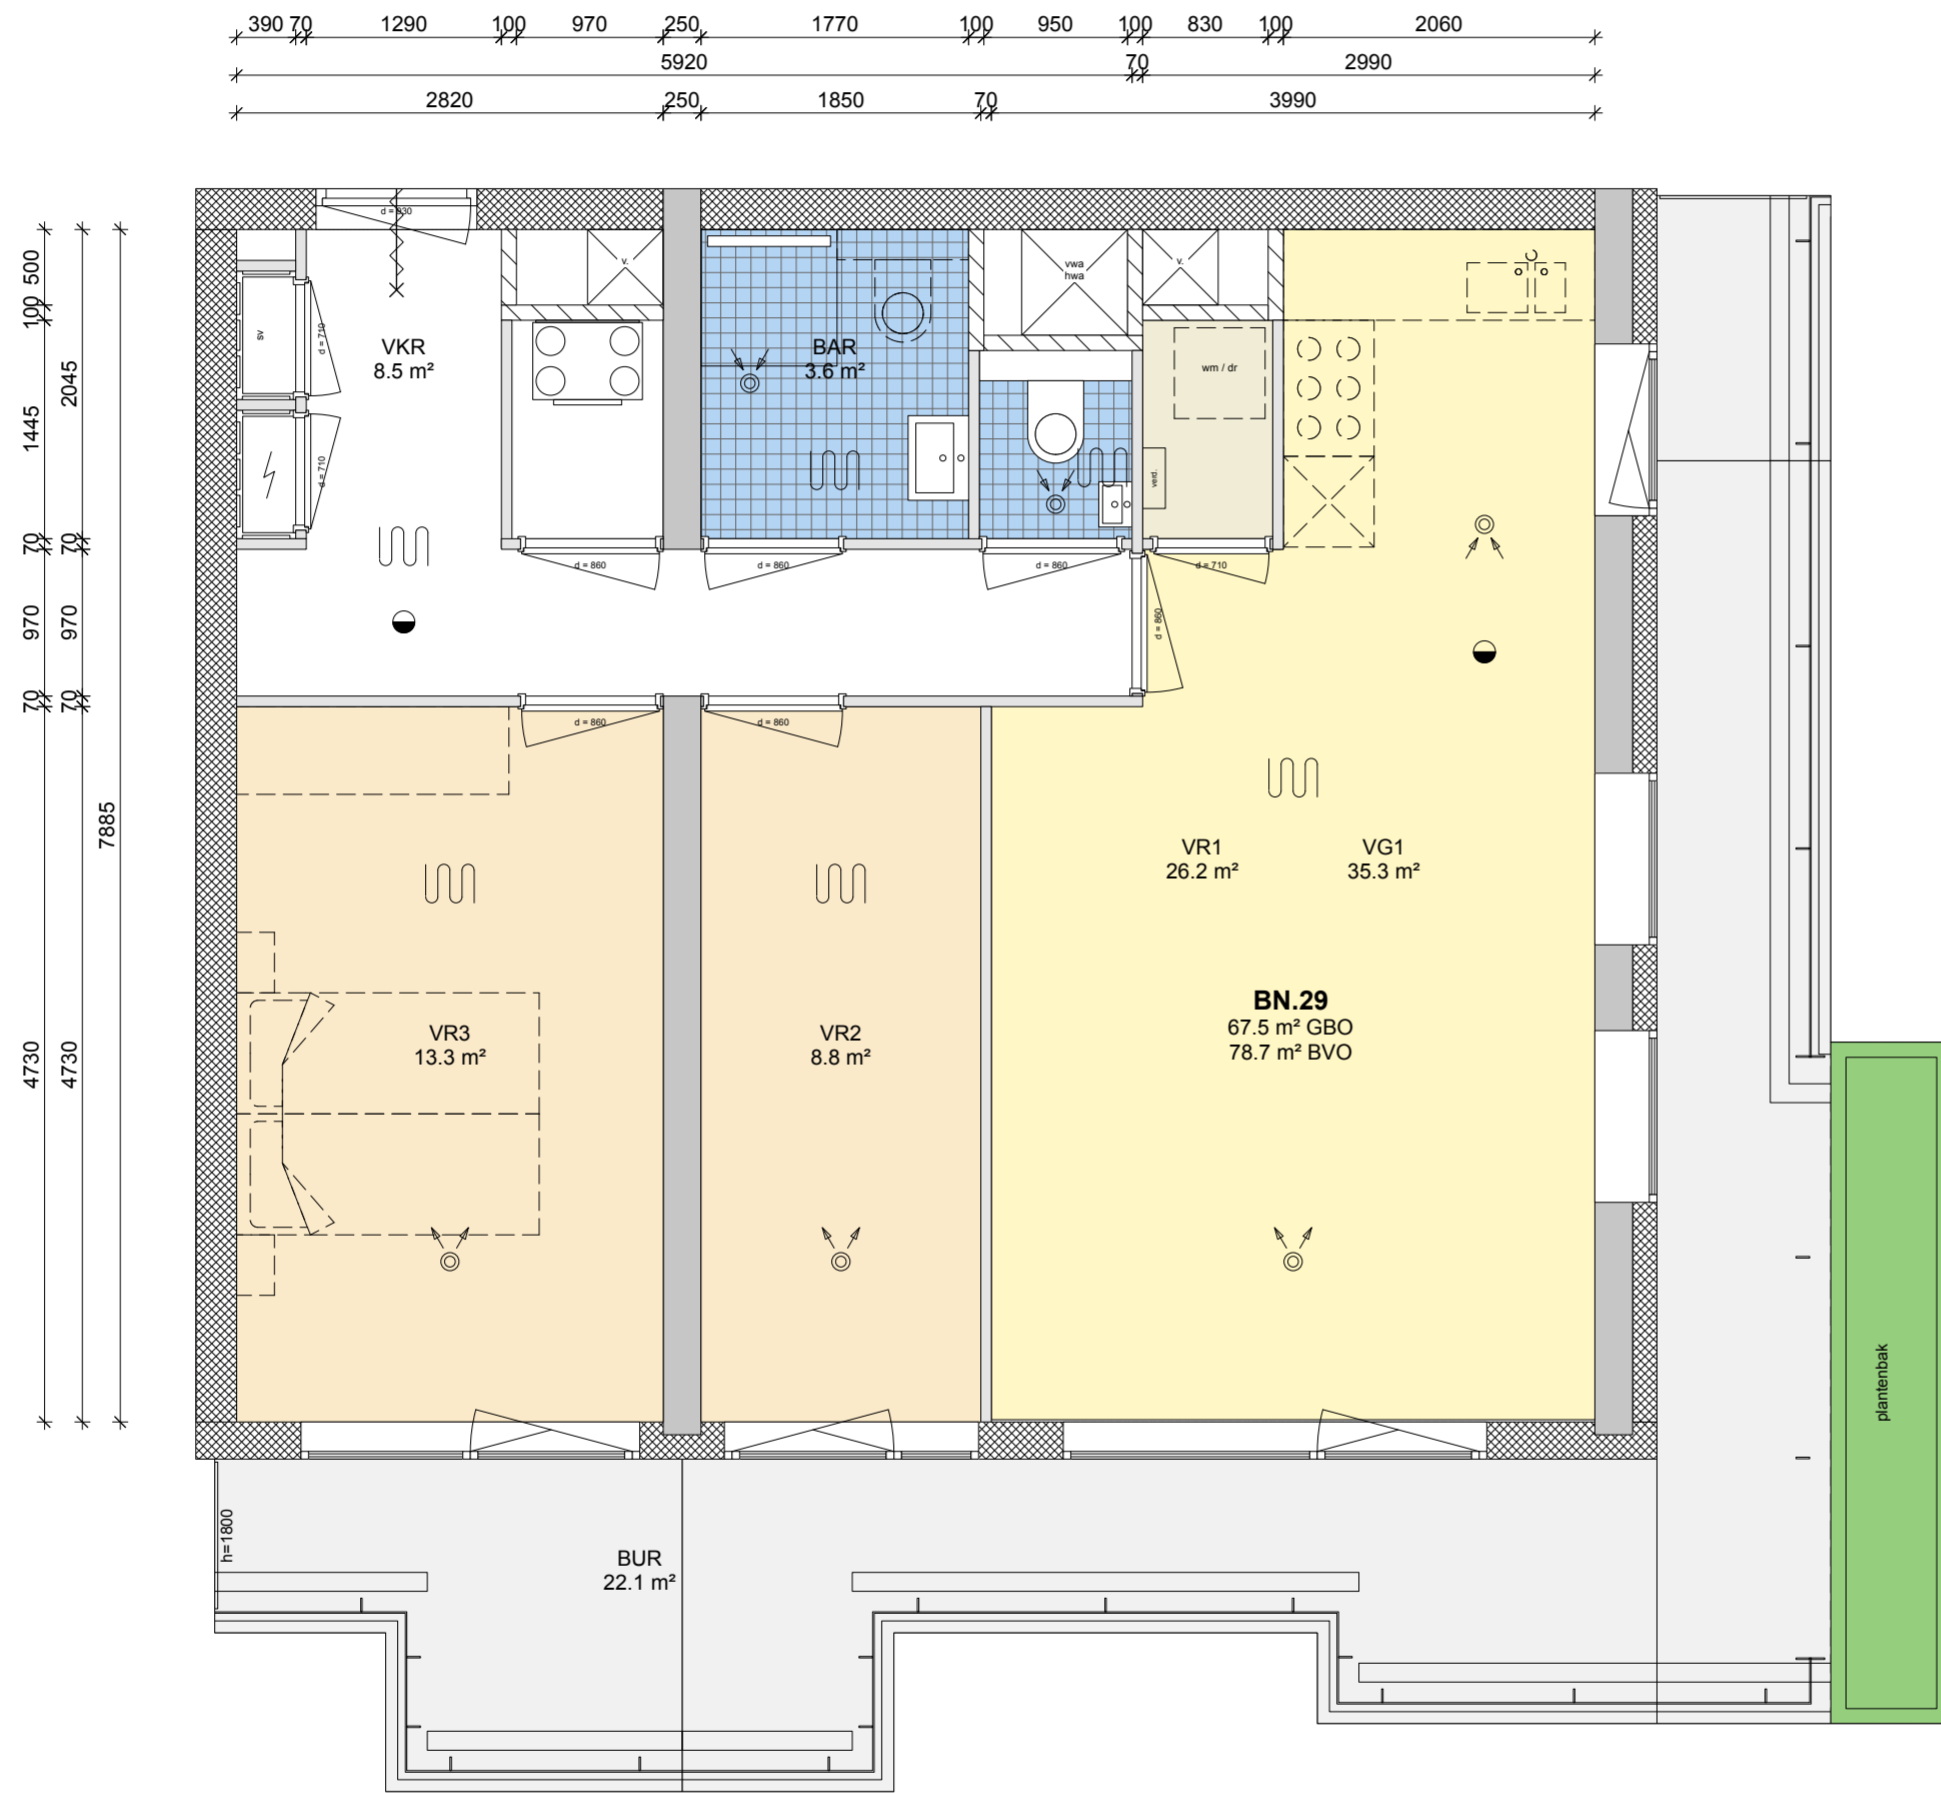 390 70 1290 100 970 250 1770 100 950 100 830 100 2060
5920 70 2990
2820 250 1850 70 3990
500
100
1445
70
970
70
4730
2045
70
970
70
4730
7885
d = 930
sv
d = 710
d = 710
VKR
8.5 m²
v.
BAR
3.6 m²
vwa
hwa
v.
wm / dr
verd.
d = 860
d = 860
d = 860
d = 710
d = 860
d = 860
d = 860
VR1
26.2 m²
VG1
35.3 m²
BN.29
67.5 m² GBO
78.7 m² BVO
VR3
13.3 m²
VR2
8.8 m²
plantenbak
h=1800
BUR
22.1 m²